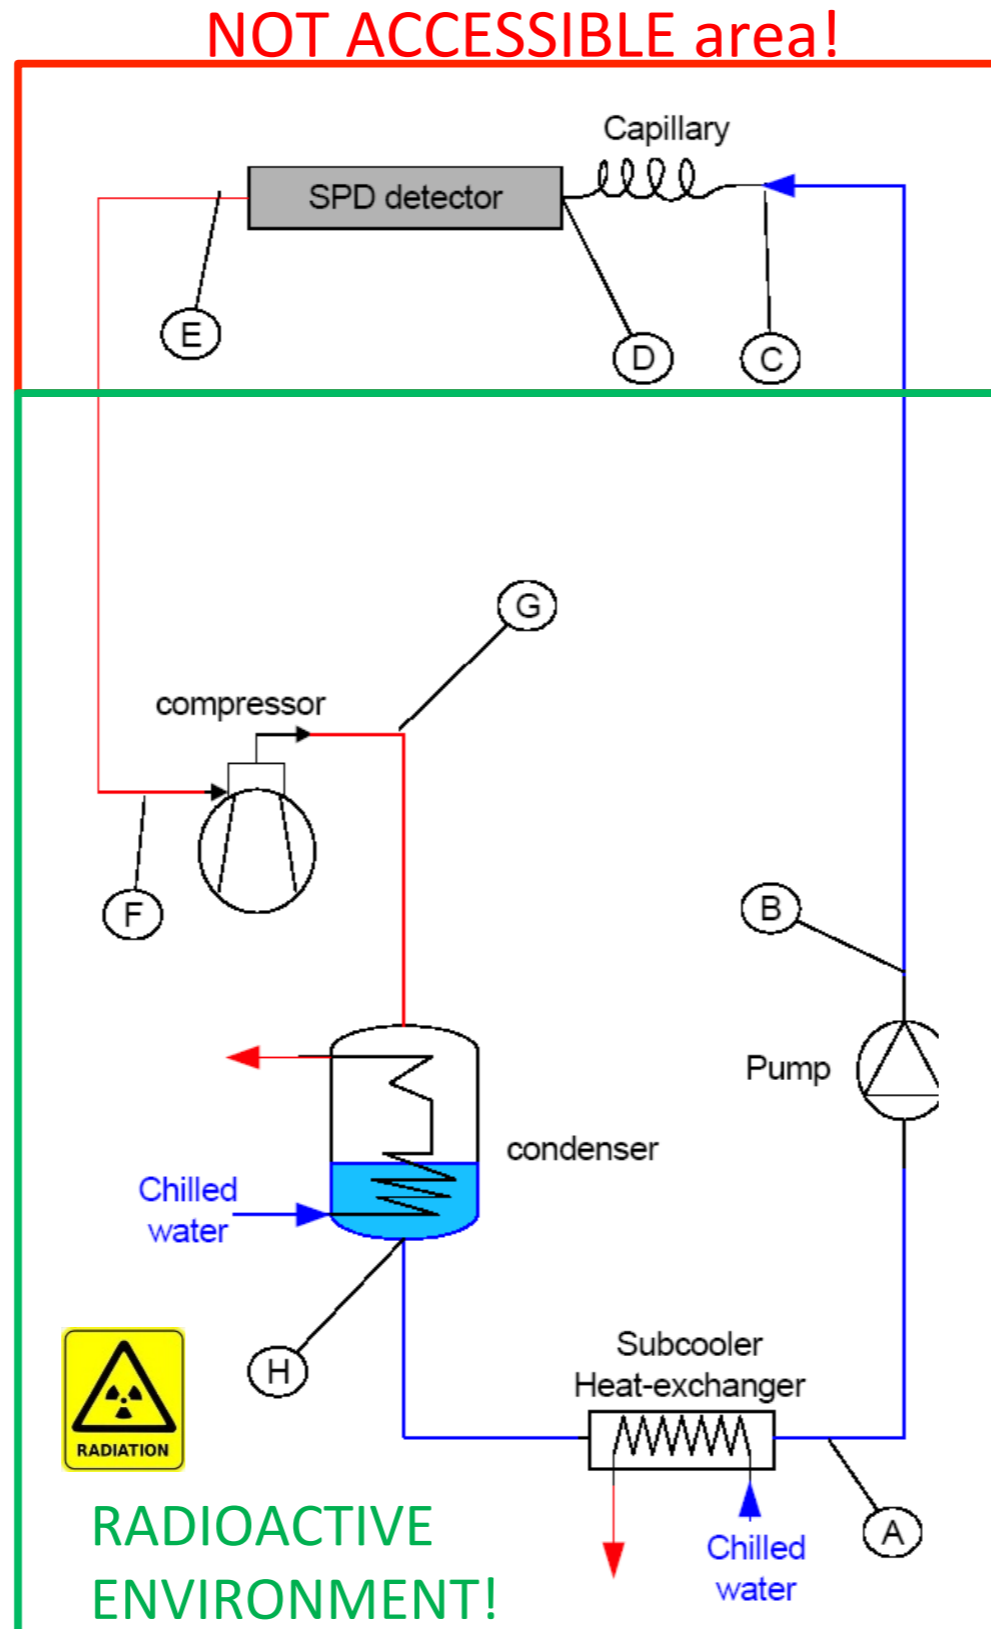 NOT ACCESSIBLE area!
Capillary
SPD detector
E
D
C
G
compressor
F
B
Pump
condenser
Chilled
water
H
Subcooler
Heat-exchanger
RADIATION
A
Chilled
water
RADIOACTIVE
ENVIRONMENT!